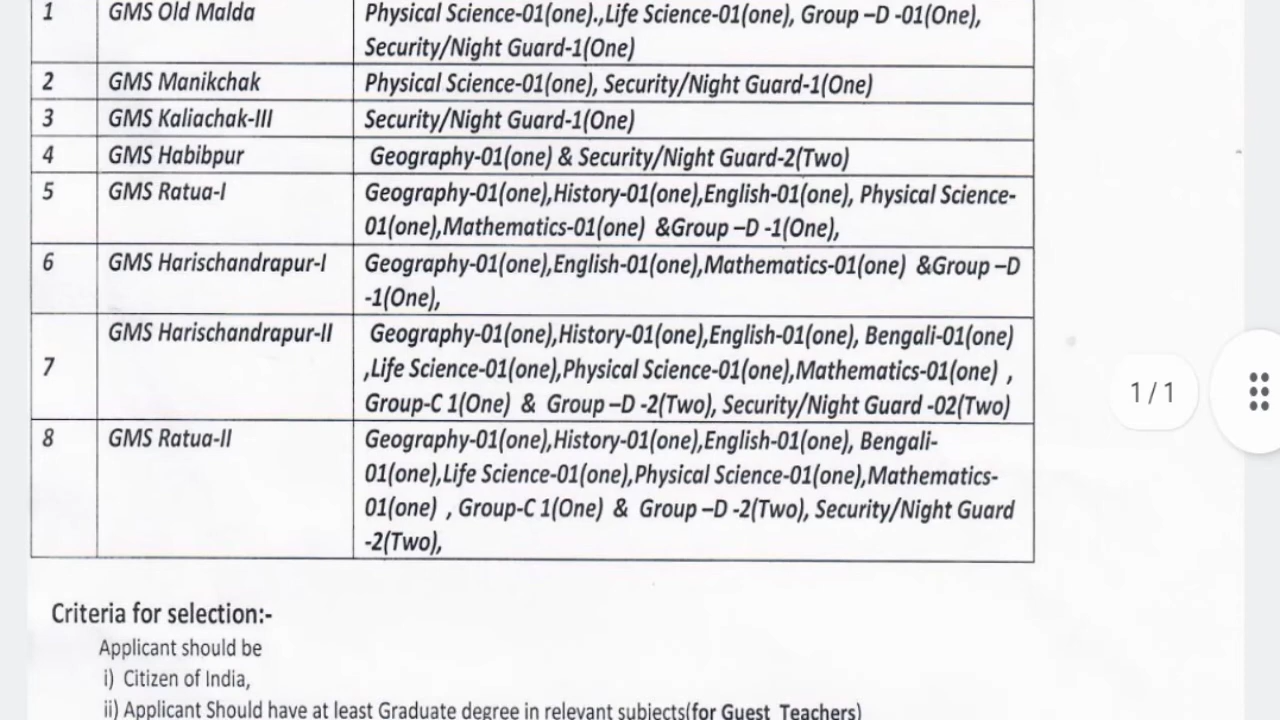 1 GMS Old Malda Physical Science-01(one).,Life Science-01(one), Group –D -01(One),
Security/Night Guard-1(One)
2 GMS Manikchak Physical Science-01(one), Security/Night Guard-1(One)
3 GMS Kaliachak-III Security/Night Guard-1(One)
4 GMS Habibpur Geography-01(one) & Security/Night Guard-2(Two)
5 GMS Ratua-I Geography-01(one),History-01(one),English-01(one), Physical Science-
01(one),Mathematics-01(one) &Group –D -1(One),
6 GMS Harischandrapur-I Geography-01(one),English-01(one),Mathematics-01(one) &Group –D
-1(One),
GMS Harischandrapur-II Geography-01(one),History-01(one),English-01(one), Bengali-01(one)
7 ,Life Science-01(one),Physical Science-01(one),Mathematics-01(one) ,
Group-C 1(One) & Group –D -2(Two), Security/Night Guard -02(Two)
1/1
8 GMS Ratua-II Geography-01(one),History-01(one),English-01(one), Bengali-
01(one),Life Science-01(one),Physical Science-01(one),Mathematics-
01(one) , Group-C 1(One) & Group –D -2(Two), Security/Night Guard
-2(Two),
Criteria for selection:-
Applicant should be
i) Citizen of India,
ii) Applicant Should have at least Graduate degree in relevant subjects(for Guest Teachers)